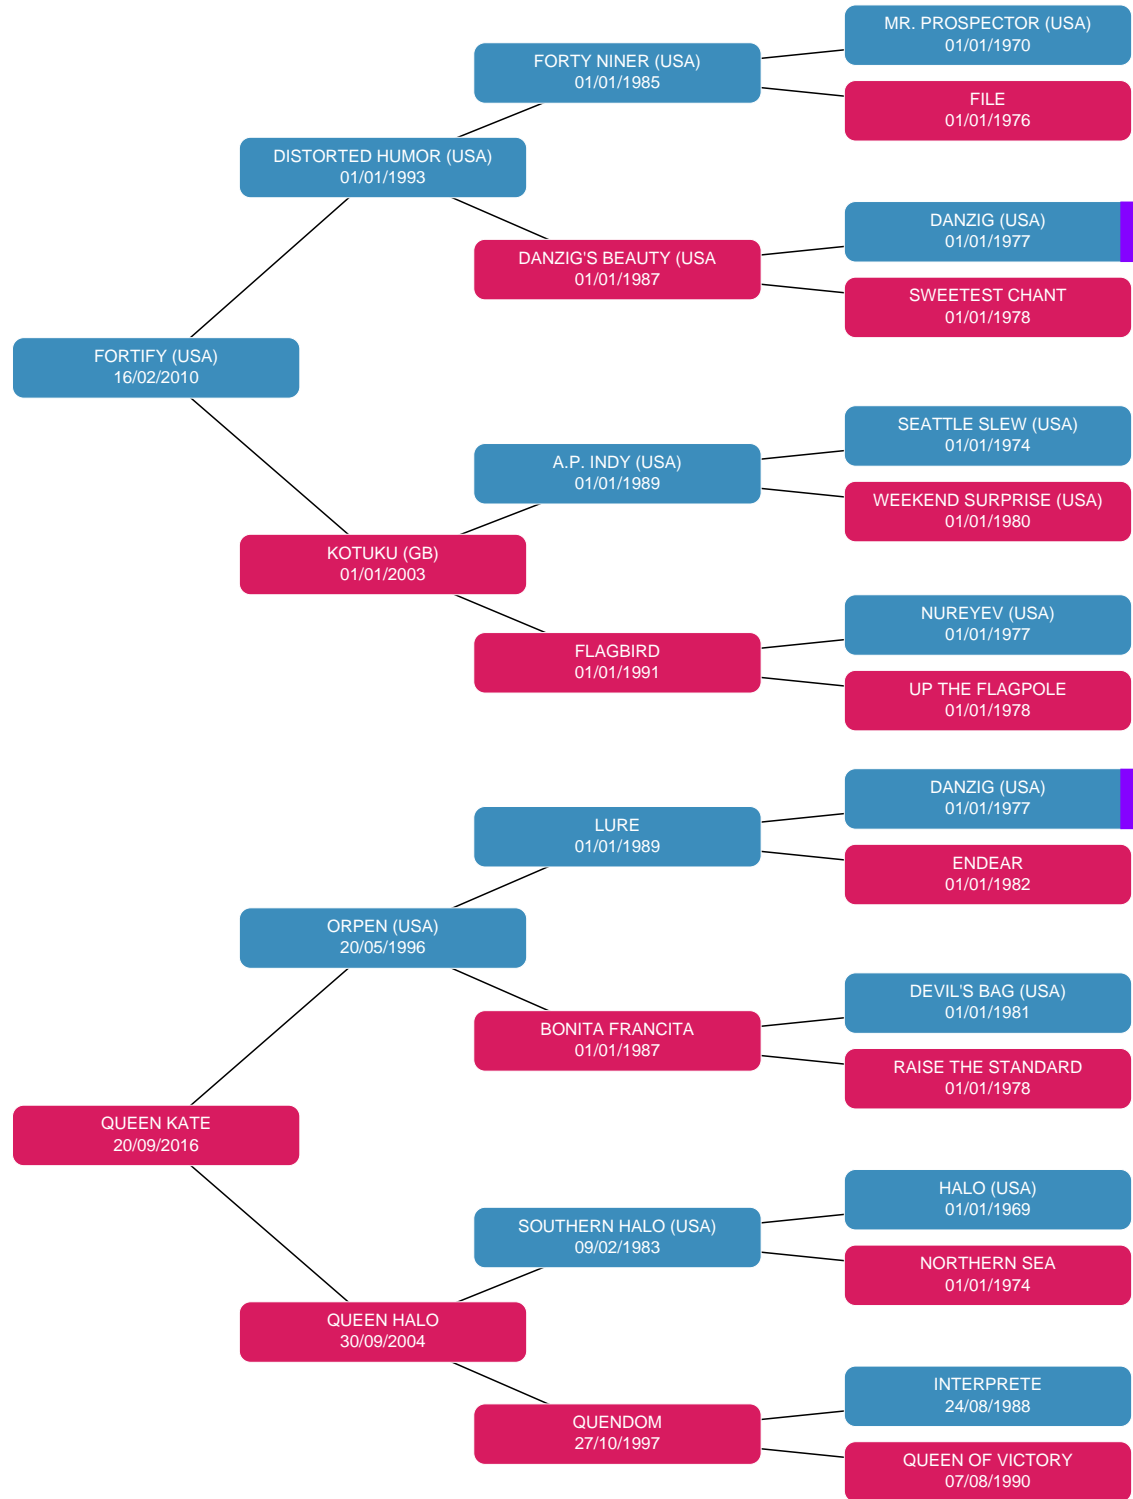 MR. PROSPECTOR (USA)
01/01/1970
FORTY NINER (USA)
01/01/1985
FILE
01/01/1976
DISTORTED HUMOR (USA)
01/01/1993
DANZIG (USA)
01/01/1977
DANZIG'S BEAUTY (USA
01/01/1987
SWEETEST CHANT
01/01/1978
FORTIFY (USA)
16/02/2010
SEATTLE SLEW (USA)
01/01/1974
A.P. INDY (USA)
01/01/1989
WEEKEND SURPRISE (USA)
01/01/1980
KOTUKU (GB)
01/01/2003
NUREYEV (USA)
01/01/1977
FLAGBIRD
01/01/1991
UP THE FLAGPOLE
01/01/1978
DANZIG (USA)
01/01/1977
LURE
01/01/1989
ENDEAR
01/01/1982
ORPEN (USA)
20/05/1996
DEVIL'S BAG (USA)
01/01/1981
BONITA FRANCITA
01/01/1987
RAISE THE STANDARD
01/01/1978
QUEEN KATE
20/09/2016
HALO (USA)
01/01/1969
SOUTHERN HALO (USA)
09/02/1983
NORTHERN SEA
01/01/1974
QUEEN HALO
30/09/2004
INTERPRETE
24/08/1988
QUENDOM
27/10/1997
QUEEN OF VICTORY
07/08/1990